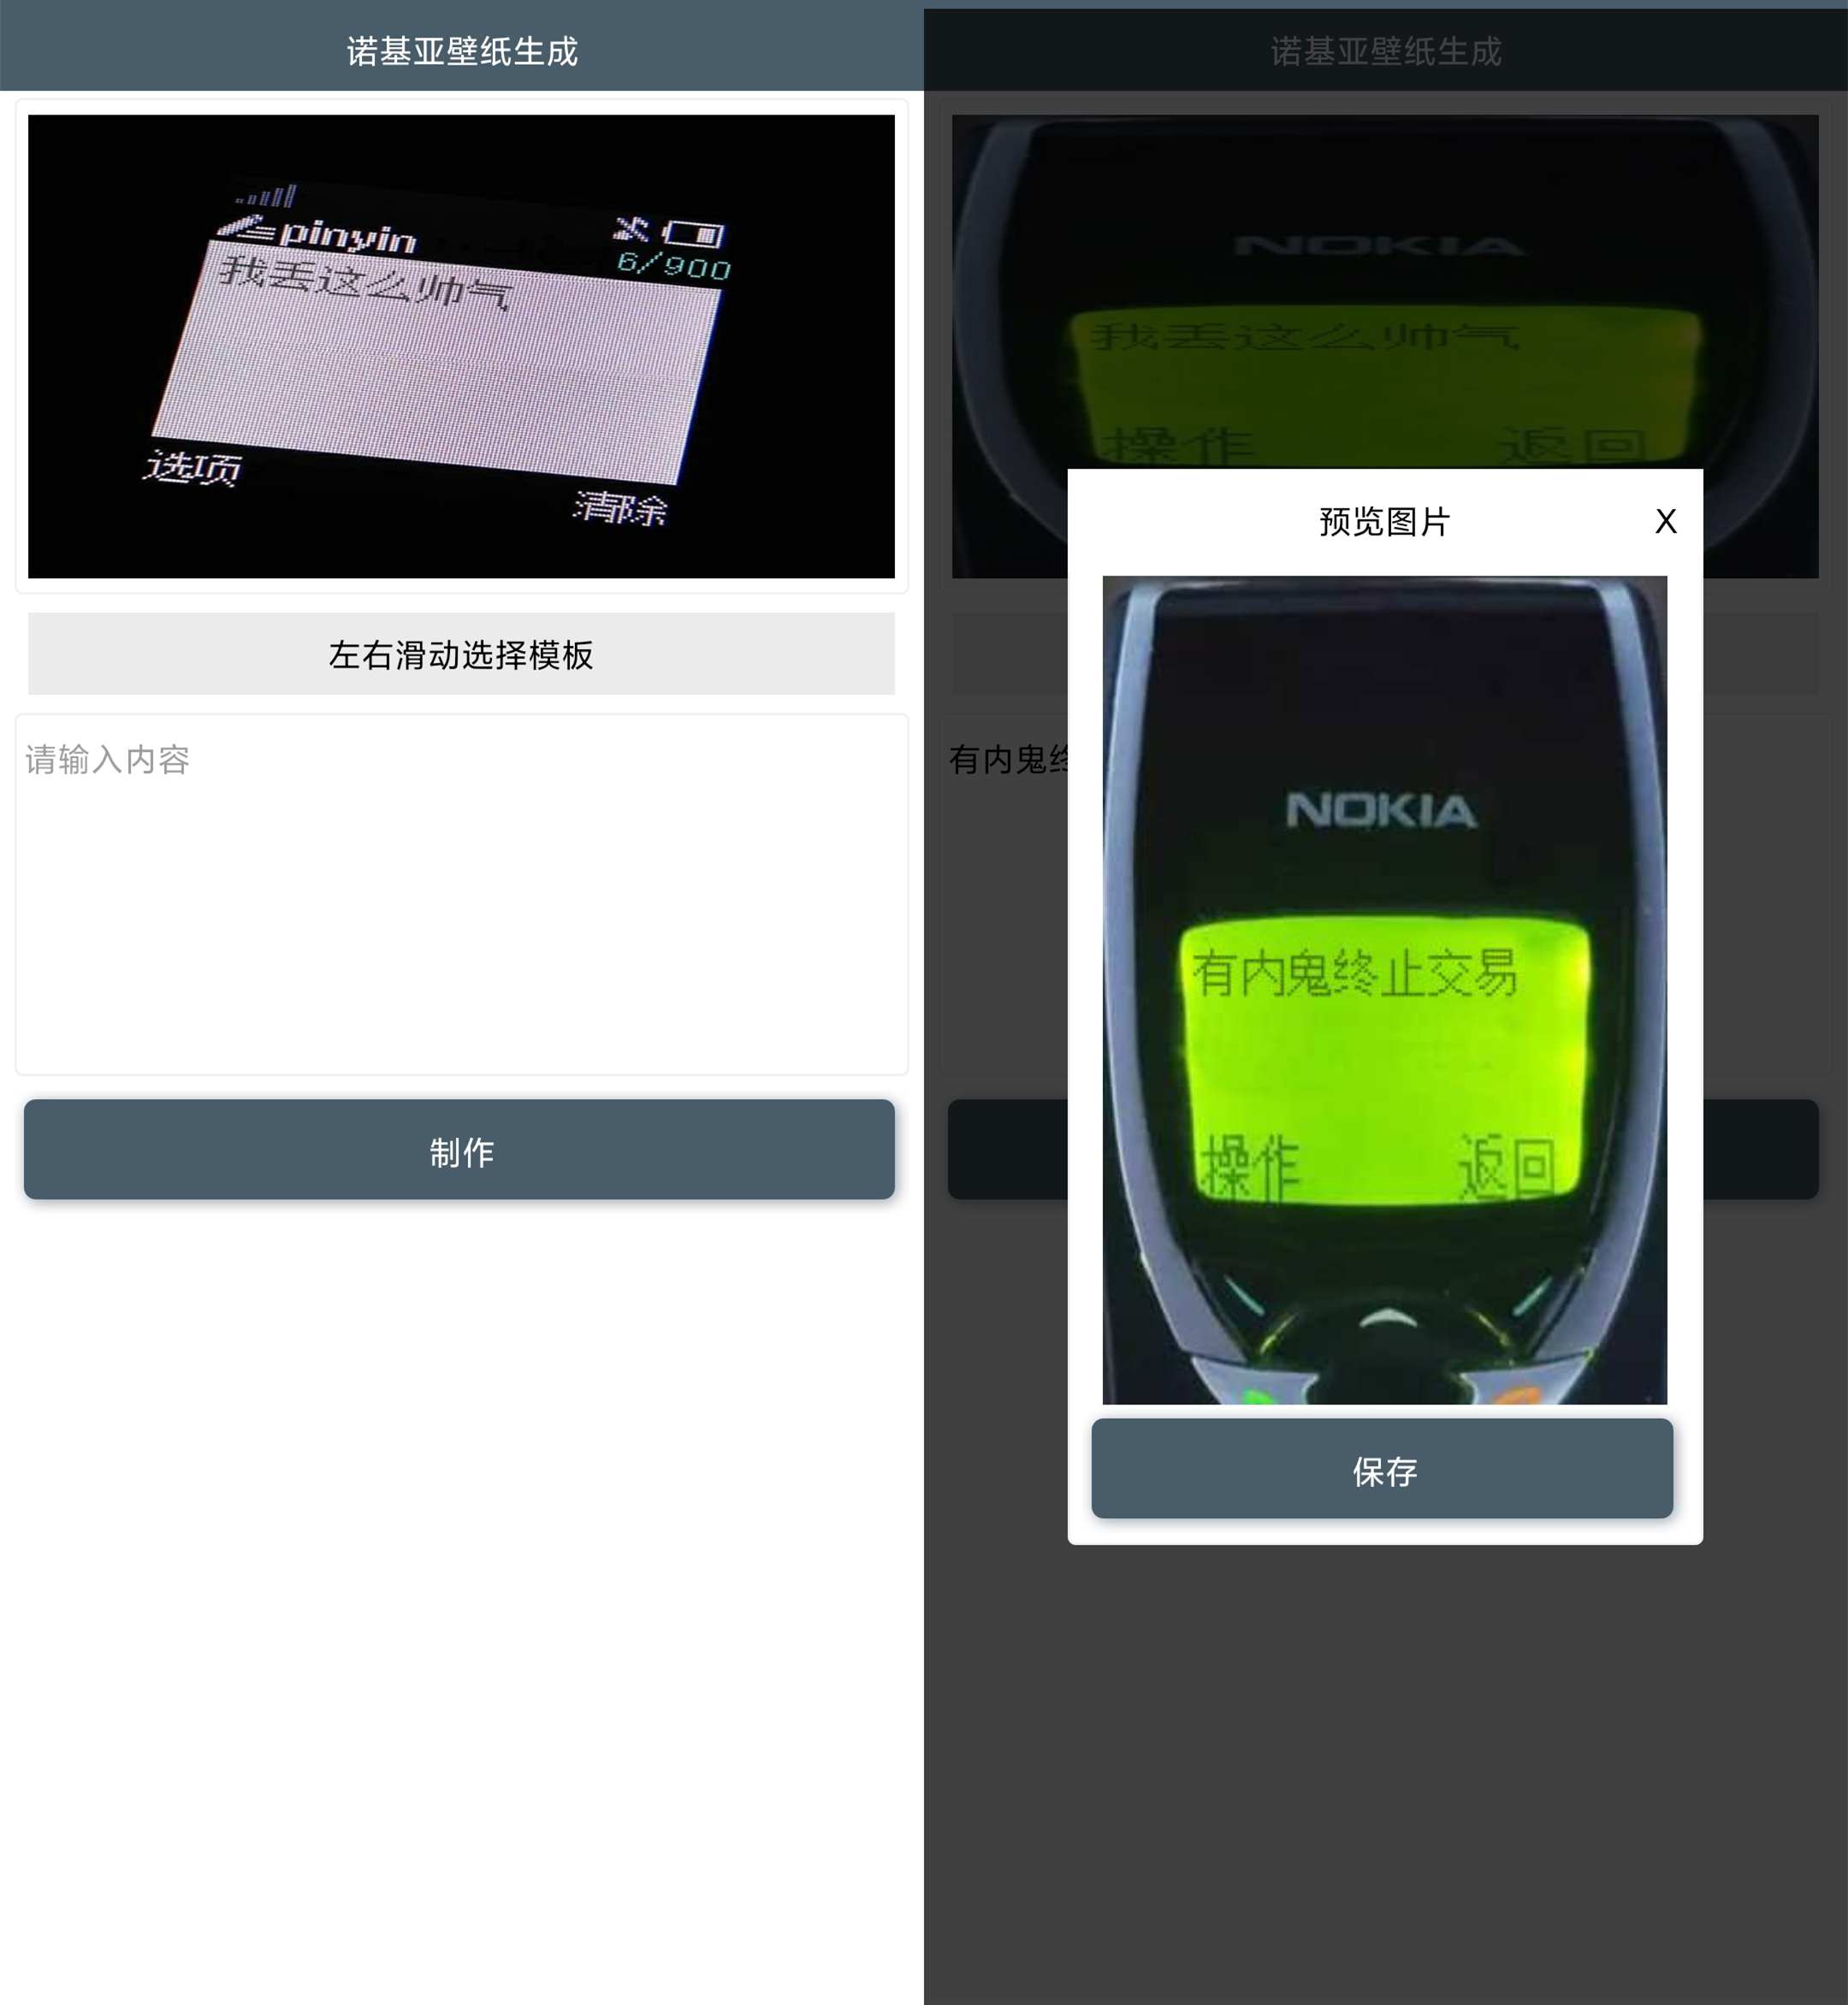 诺基亚壁纸生成
pinyin
6/900
我丢这么帅气
选项
清除
左右滑动选择模板
请输入内容
制作
诺基亚壁纸生成
NOKIA
我丢这么帅气
操作 返回
有内鬼终
预览图片 X
NOKIA
有内鬼终止交易
操作 返回
保存